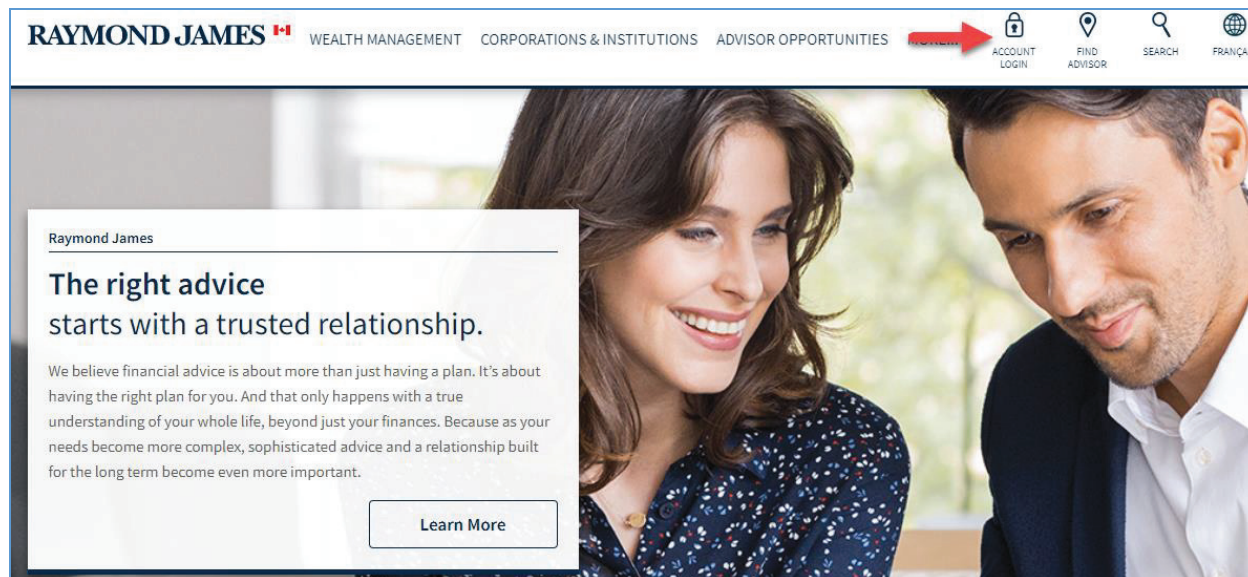 RAYMOND JAMES
WEALTH MANAGEMENT CORPORATIONS & INSTITUTIONS ADVISOR OPPORTUNITIES
ACCOUNT
LOGIN
FIND
ADVISOR
SEARCH
FRANÇA
Raymond James
The right advice
starts with a trusted relationship.
We believe financial advice is about more than just having a plan. It's about
having the right plan for you. And that only happens with a true
understanding of your whole life, beyond just your finances. Because as your
needs become more complex, sophisticated advice and a relationship built
for the long term become even more important.
Learn More